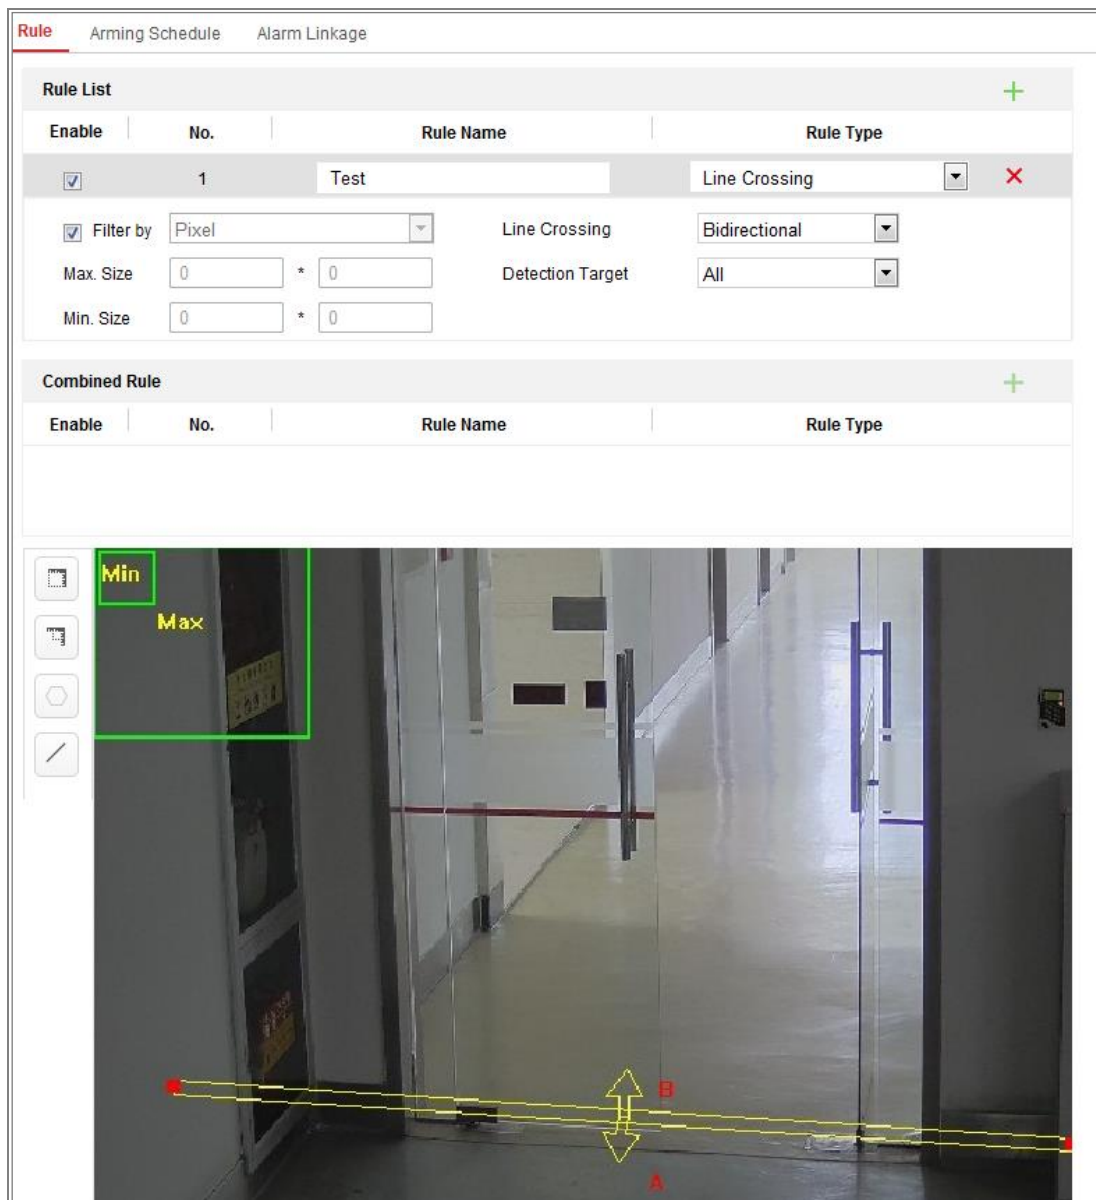 Rule Arming Schedule Alarm Linkage
Rule List
Enable No. Rule Name Rule Type
1 Test Line Crossing
Filter by Pixel Line Crossing Bidirectional
Max. Size 0 * 0 Detection Target All
Min. Size 0 * 0
Combined Rule
Enable No. Rule Name Rule Type
Min
Max
B
A